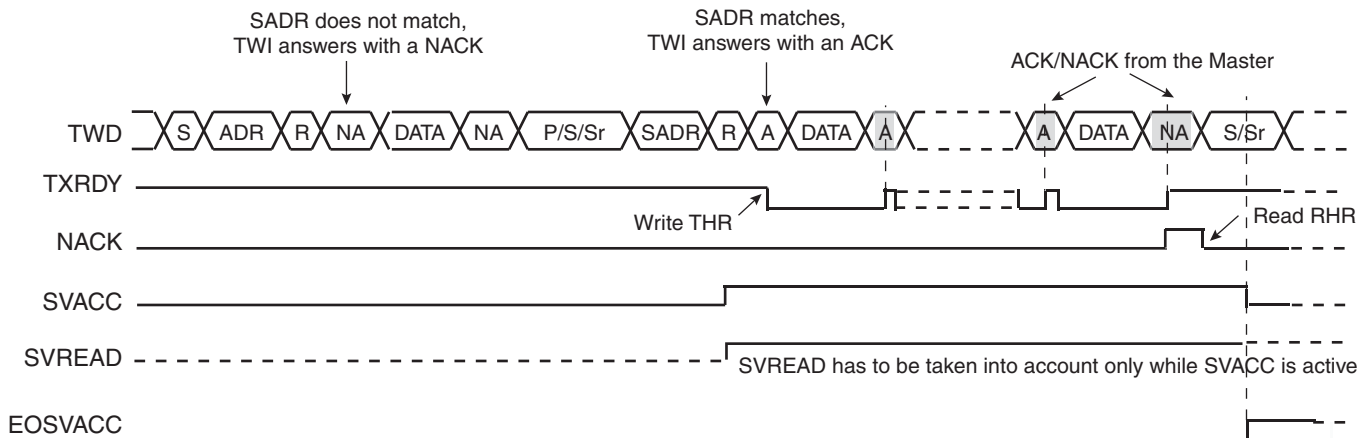 SADR does not match,
TWI answers with a NACK
SADR matches,
TWI answers with an ACK
ACK/NACK from the Master
TWD S ADR R NA DATA NA P/S/Sr SADR R A DATA A A DATA NA S/Sr
TXRDY
Write THR
Read RHR
NACK
SVACC
SVREAD
SVREAD has to be taken into account only while SVACC is active
EOSVACC